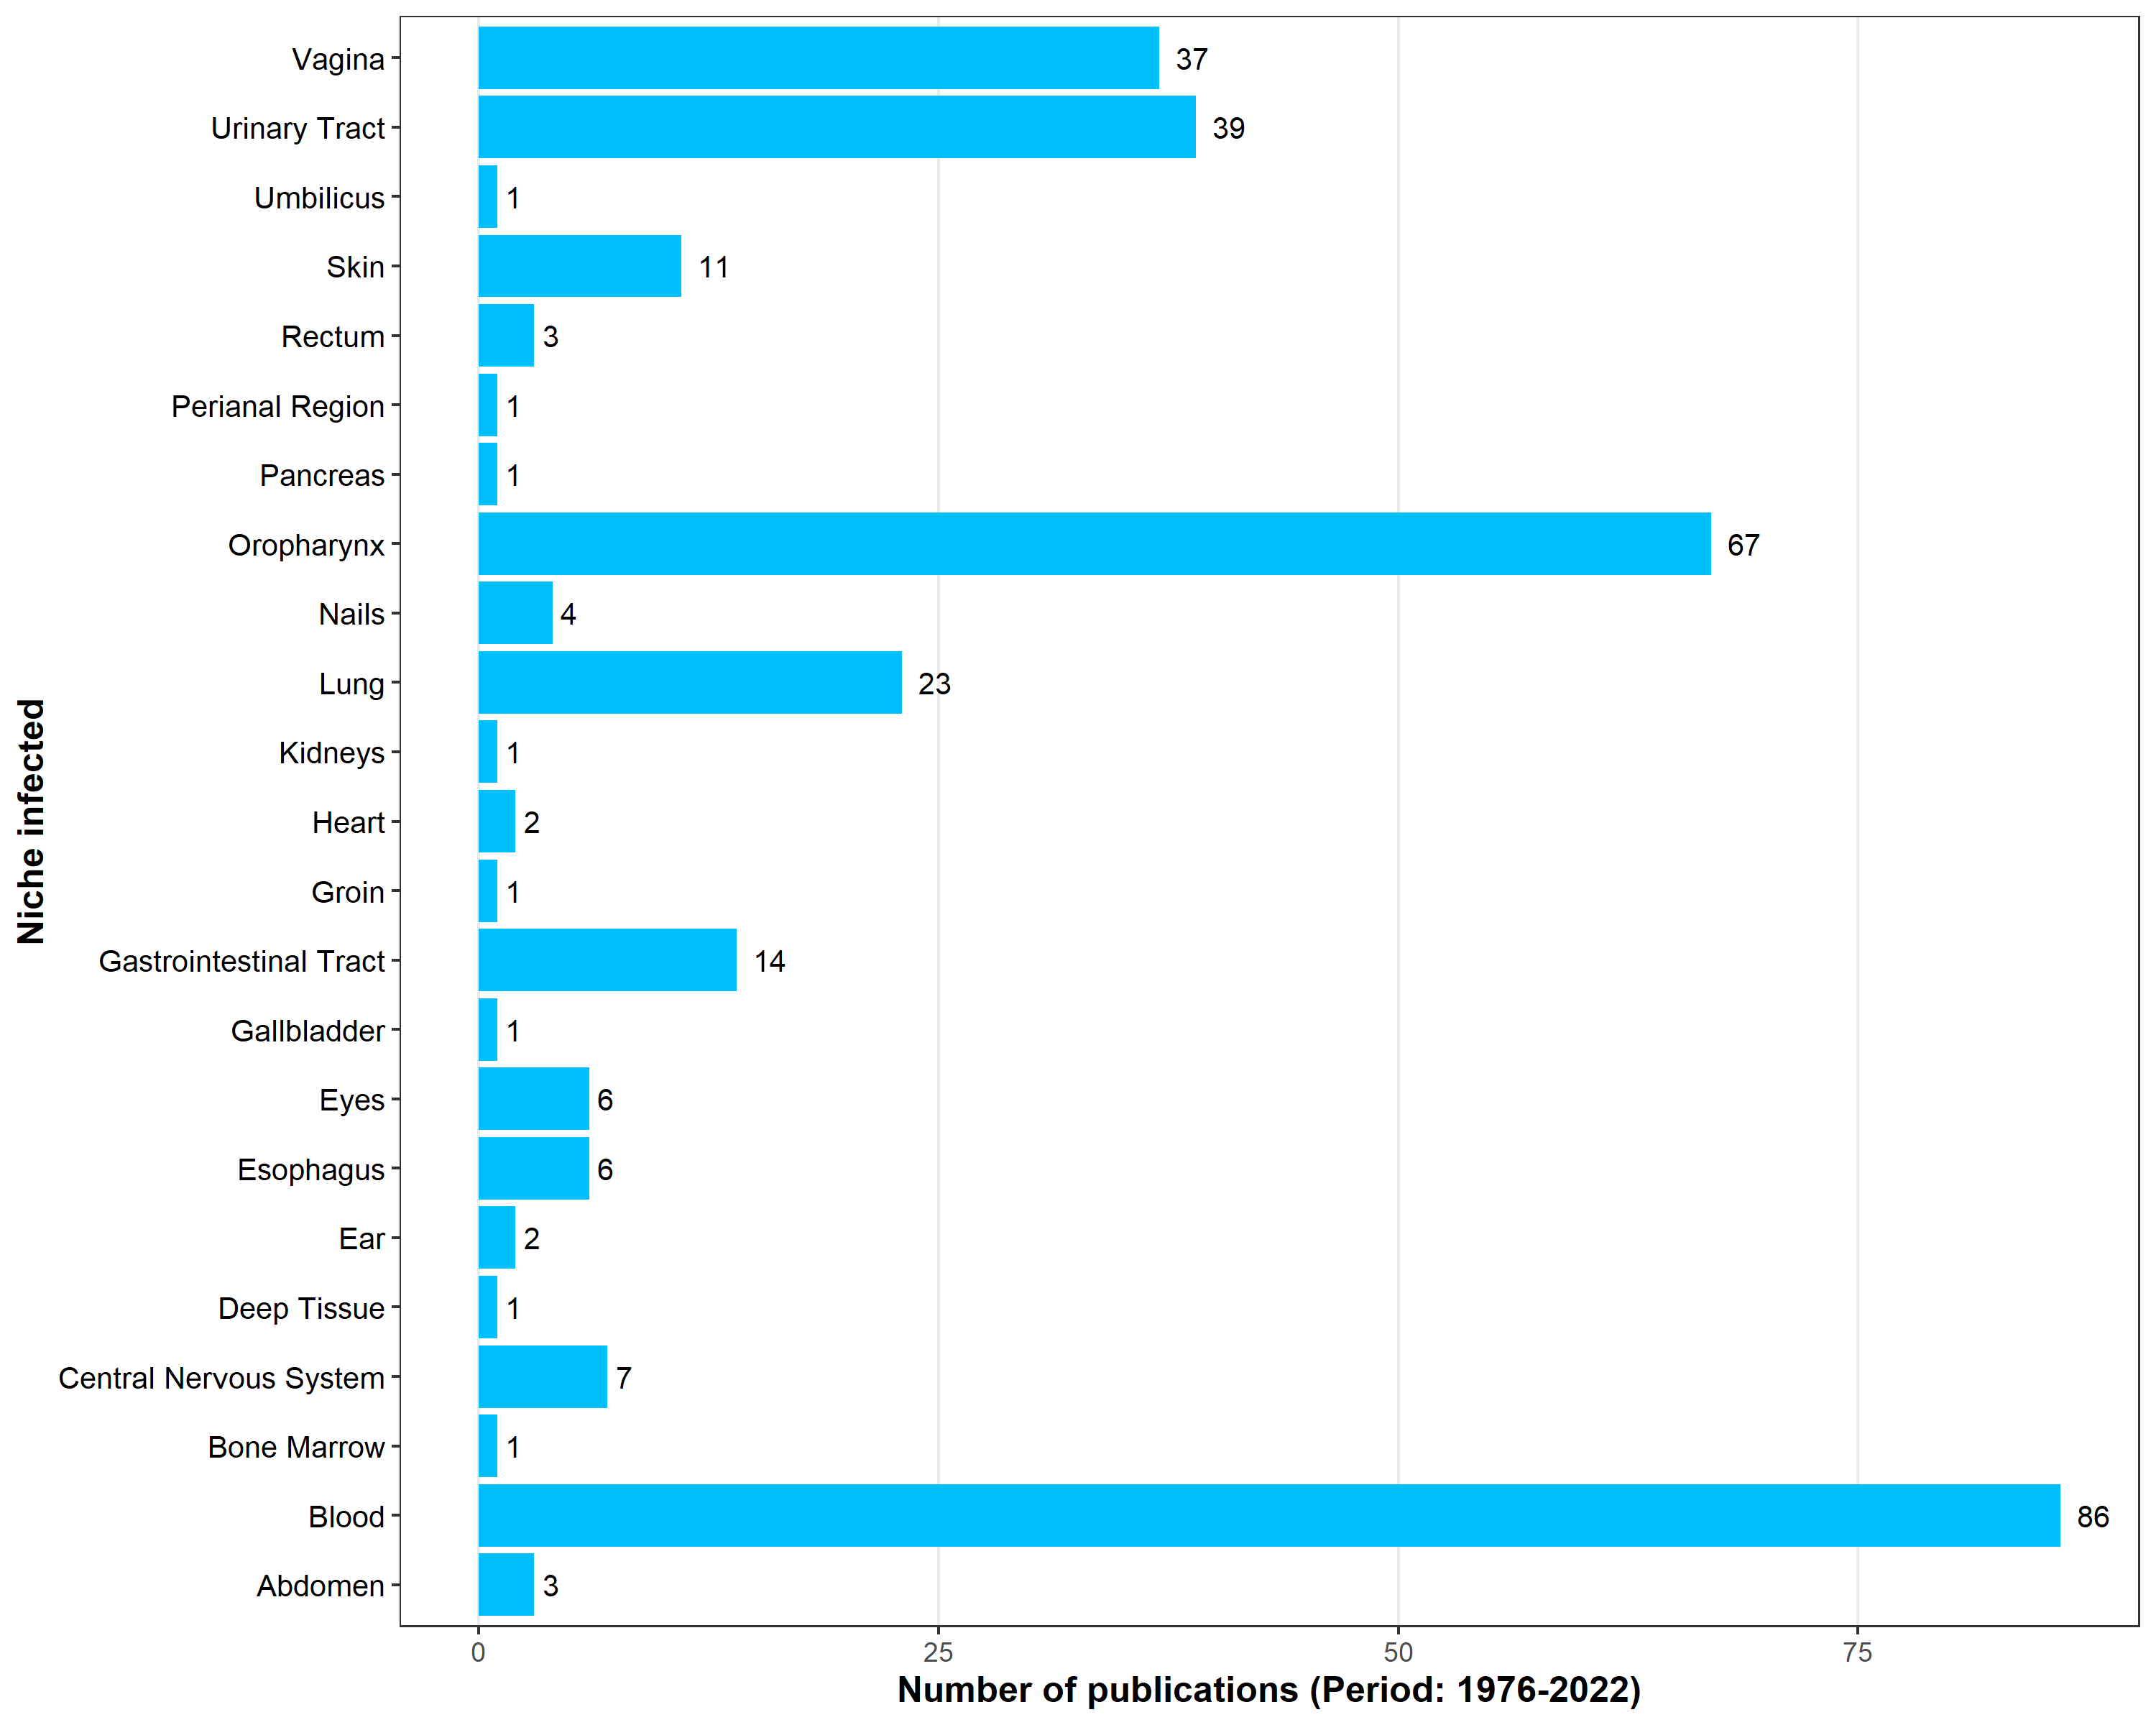 Vagina 37
Urinary Tract 39
Umbilicus 1
Skin 11
Rectum 3
Perianal Region 1
Pancreas 1
Oropharynx 67
Nails 4
Lung 23
Kidneys 1
Heart 2
Groin 1
Gastrointestinal Tract 14
Gallbladder 1
Eyes 6
Esophagus 6
Ear 2
Deep Tissue 1
Central Nervous System 7
Bone Marrow 1
Blood 86
Abdomen 3
Niche infected
0 25 50 75
Number of publications (Period: 1976-2022)